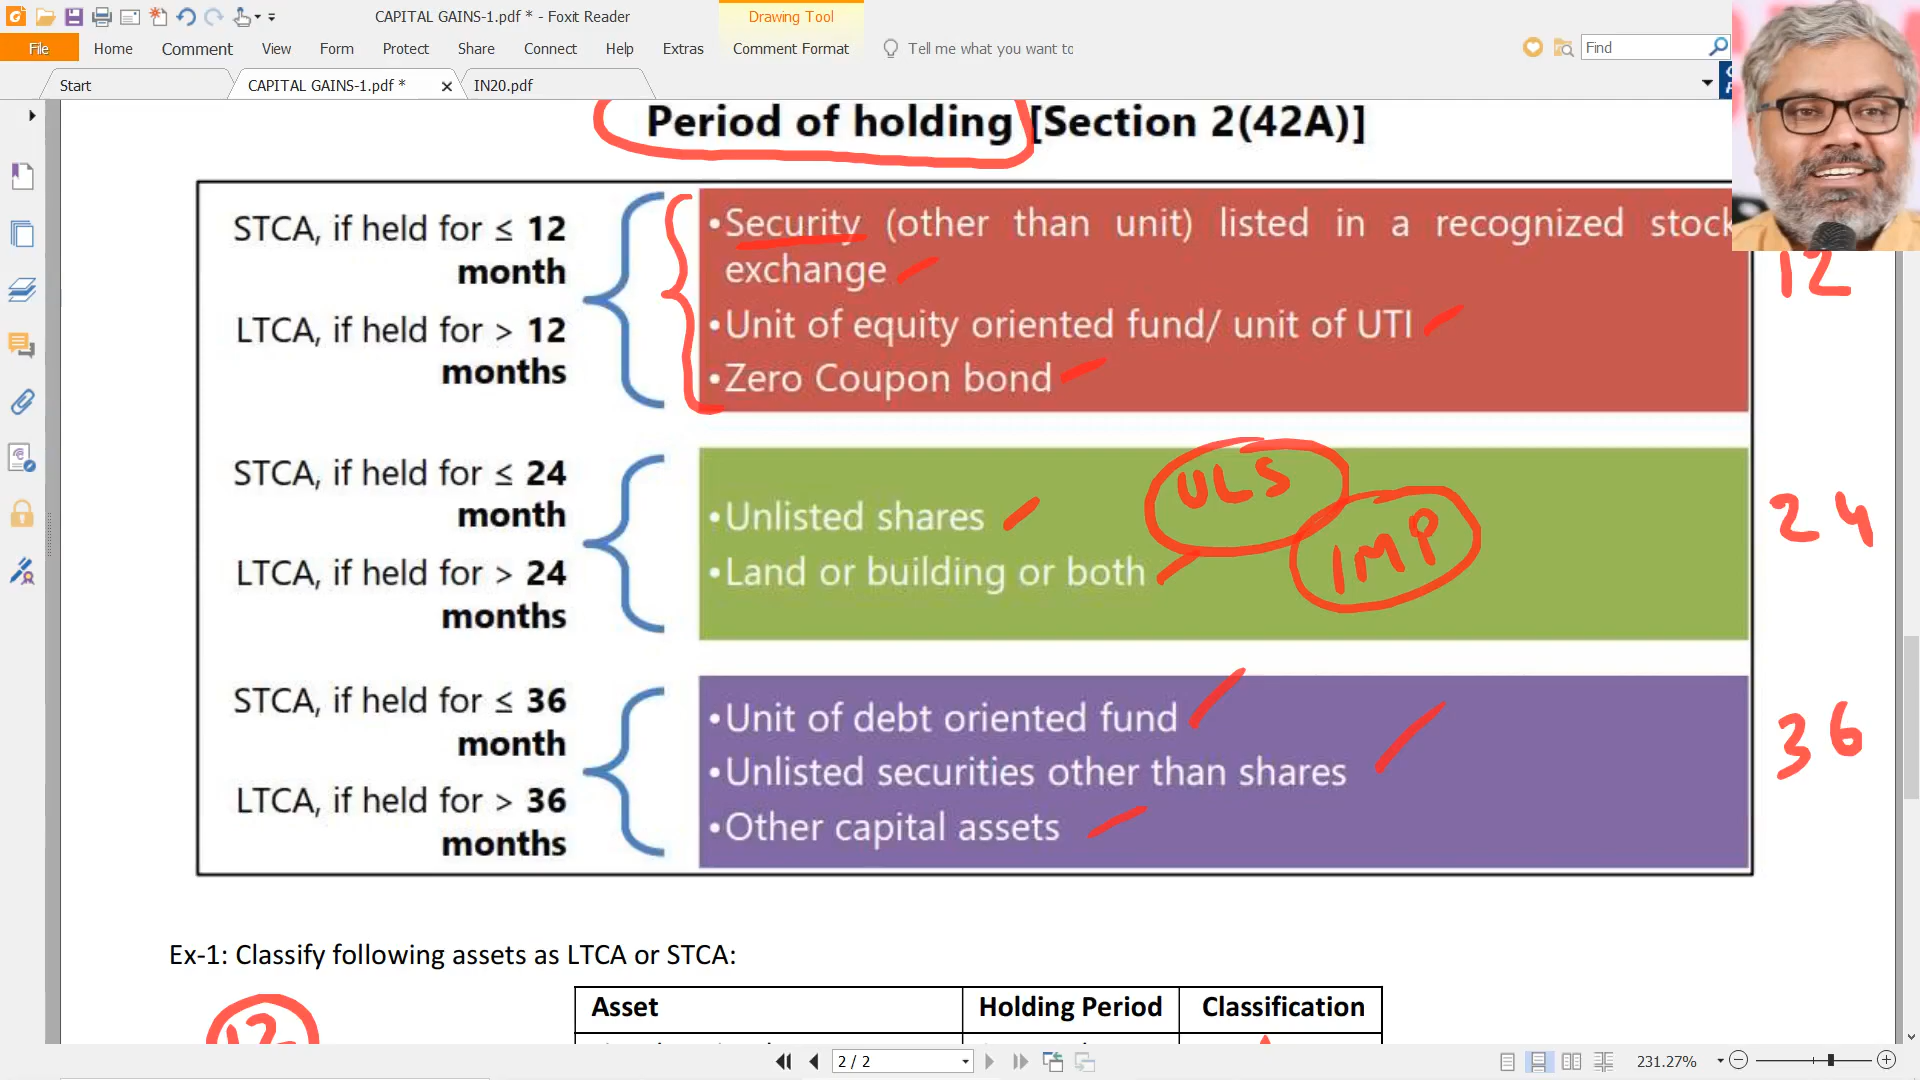 CAPITAL GAINS-1.pdf * - Foxit Reader
Drawing Tool
File Home Comment View Form Protect Share Connect Help Extras Comment Format Tell me what you want to Find
Start CAPITAL GAINS-1.pdf * IN20.pdf
Period of holding [Section 2(42A)]
STCA, if held for ≤ 12
month
LTCA, if held for > 12
months
•Security (other than unit) listed in a recognized stock
exchange
•Unit of equity oriented fund/ unit of UTI
•Zero Coupon bond
12
STCA, if held for ≤ 24
month
LTCA, if held for > 24
months
•Unlisted shares
•Land or building or both
ULS
IMP
24
STCA, if held for ≤ 36
month
LTCA, if held for > 36
months
•Unit of debt oriented fund
•Unlisted securities other than shares
•Other capital assets
36
Ex-1: Classify following assets as LTCA or STCA:
12
Asset Holding Period Classification
2 / 2
231.27%